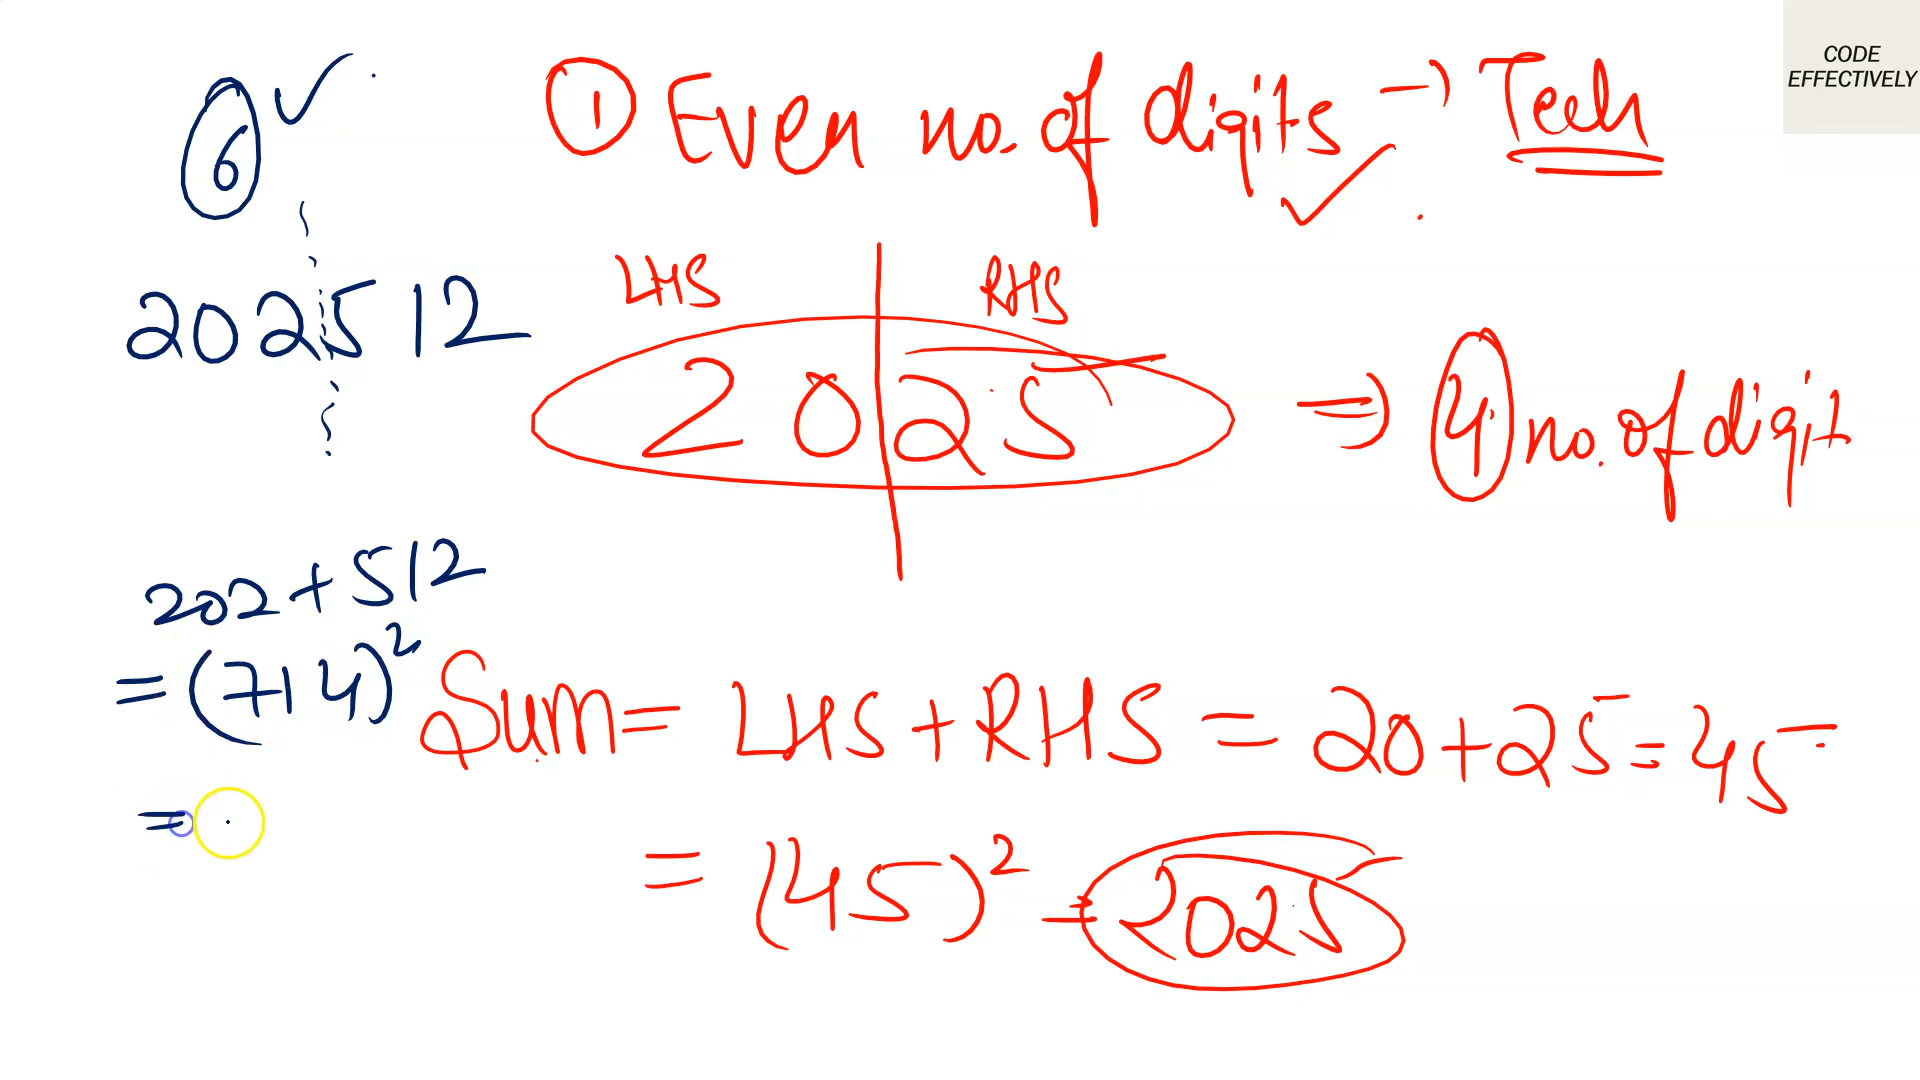 CODE
EFFECTIVELY
① Even no. of digits → Tech
6
LHS RHS
202512
2025 ⇒ 4 no. of digit
202+512
=(714)²
Sum = LHS + RHS = 20+25 = 45
=
= (45)² = 2025